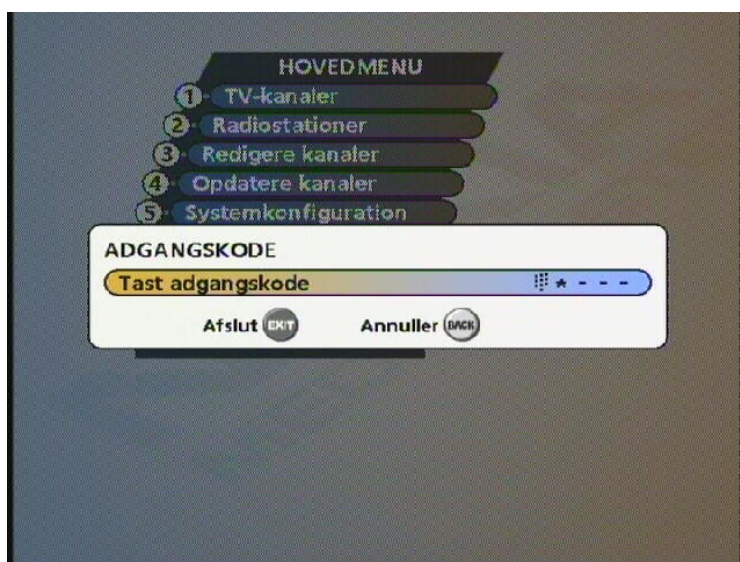 HOVEDMENU
1 TV-kanaler
2 Radiostationer
3 Redigere kanaler
4 Opdatere kanaler
5 Systemkonfiguration
ADGANGSKODE
Tast adgangskode * - - -
Afslut EXIT Annuller BACK